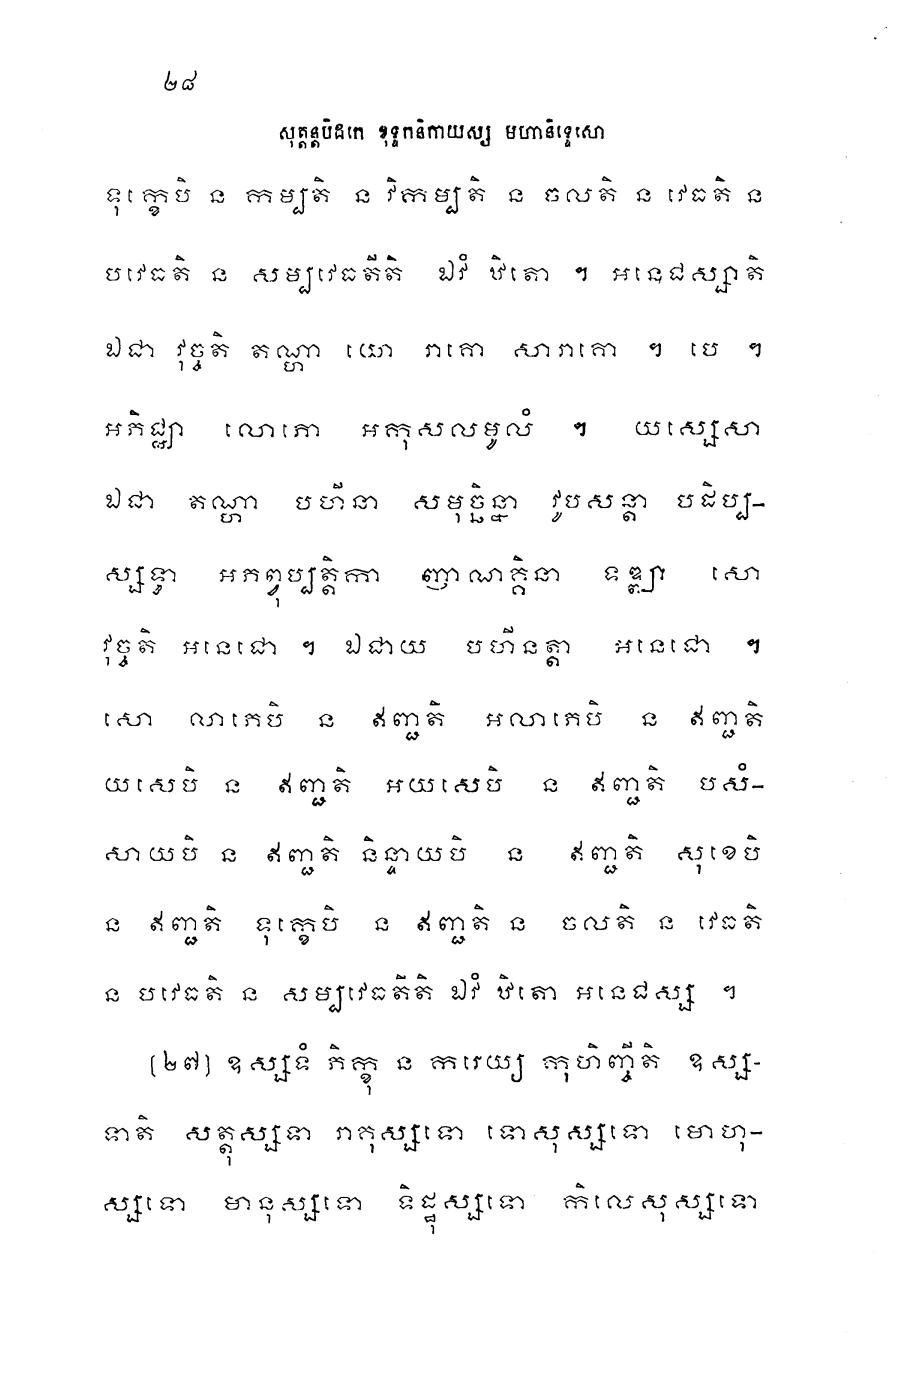 ២៨
សុត្តន្តបិដកេ ខុទ្ទកនិកាយស្ស មហានិទ្ទេសោ
ទុក្ខេបិ ន កម្បតិ ន វិកម្បតិ ន ចលតិ ន វេធតិ ន
បវេធតិ ន សម្បវេធតីតិ ឯវំ ឋិតោ ។ អនេជស្សាតិ
ឯជា វុច្ចតិ តណ្ហា យោ រាគោ សារាគោ ។ បេ ។
អភិជ្ឈា លោភោ អកុសលមូលំ ។ យស្សេសា
ឯជា តណ្ហា បហីនា សមុច្ឆិន្នា វូបសន្តា បដិប្ប-
ស្សទ្ធា អភព្វុប្បត្តិកា ញាណគ្គិនា ទឌ្ឍា សោ
វុច្ចតិ អនេជោ ។ ឯជាយ បហីនត្តា អនេជោ ។
សោ លាភេបិ ន ឥញ្ជតិ អលាភេបិ ន ឥញ្ជតិ
យសេបិ ន ឥញ្ជតិ អយសេបិ ន ឥញ្ជតិ បសំ-
សាយបិ ន ឥញ្ជតិ និន្ទាយបិ ន ឥញ្ជតិ សុខេបិ
ន ឥញ្ជតិ ទុក្ខេបិ ន ឥញ្ជតិ ន ចលតិ ន វេធតិ
ន បវេធតិ ន សម្បវេធតីតិ ឯវំ ឋិតោ អនេជស្ស ។
(២៧) ឧស្សទំ ភិក្ខុ ន ករេយ្យ កុហិញ្ចីតិ ឧស្ស-
ទាតិ សត្តុស្សទា រាគុស្សទោ ទោសុស្សទោ មោហុ-
ស្សទោ មានុស្សទោ ទិដ្ឋុស្សទោ កិលេសុស្សទោ